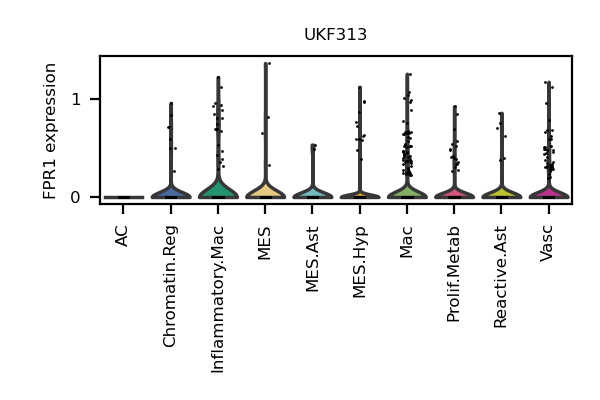 UKF313
FPR1 expression
1
0
AC
Chromatin.Reg
Inflammatory.Mac
MES
MES.Ast
MES.Hyp
Mac
Prolif.Metab
Reactive.Ast
Vasc